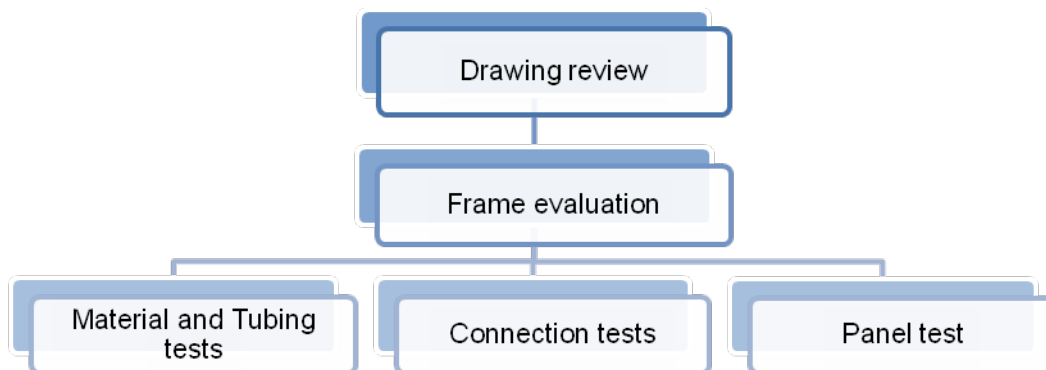 Drawing review
Frame evaluation
Material and Tubing
tests
Connection tests
Panel test